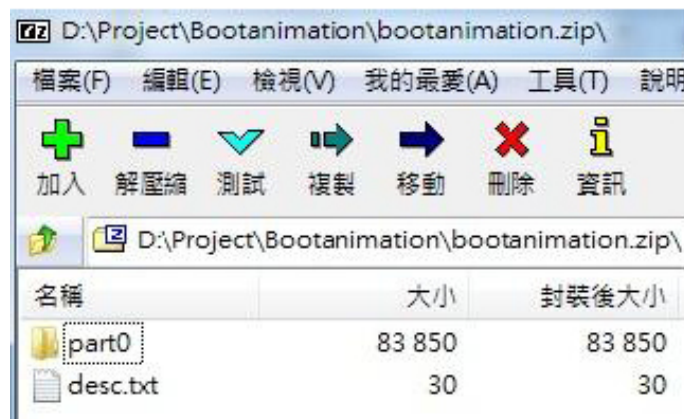 D:\Project\Bootanimation\bootanimation.zip\
檔案(F) 編輯(E) 檢視(V) 我的最愛(A) 工具(T) 說明
加入 解壓縮 測試 複製 移動 刪除 資訊
D:\Project\Bootanimation\bootanimation.zip\
名稱 大小 封裝後大小
part0 83 850 83 850
desc.txt 30 30